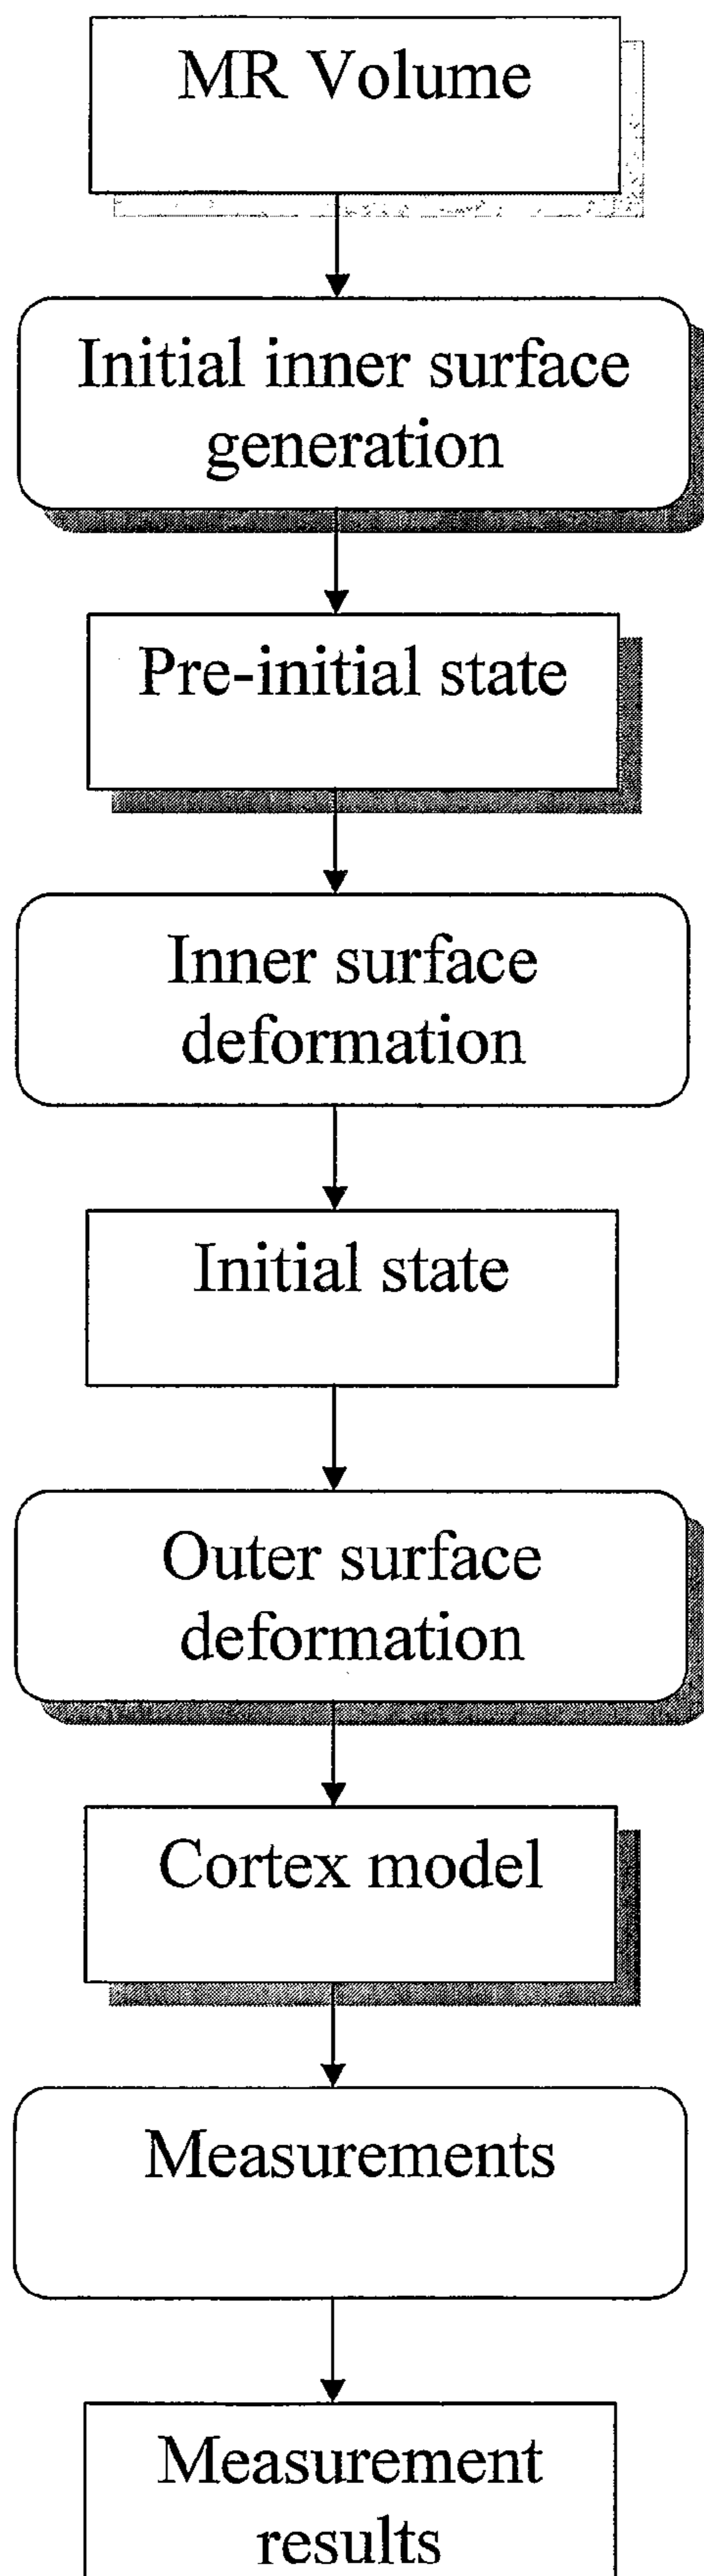 MR Volume
Initial inner surface
generation
Pre-initial state
Inner surface
deformation
Initial state
Outer surface
deformation
Cortex model
Measurements
Measurement
results